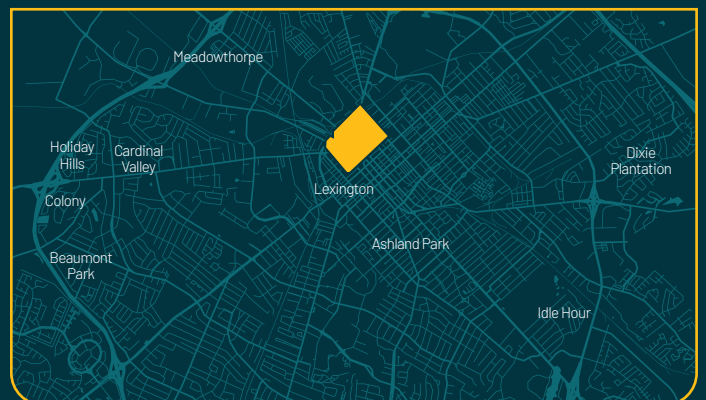 Meadowthorpe
Holiday
Hills
Cardinal
Valley
Dixie
Plantation
Lexington
Colony
Ashland Park
Beaumont
Park
Idle Hour